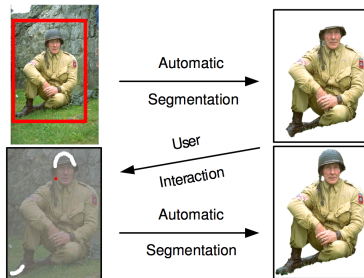 Automatic
Segmentation
User
Interaction
Automatic
Segmentation